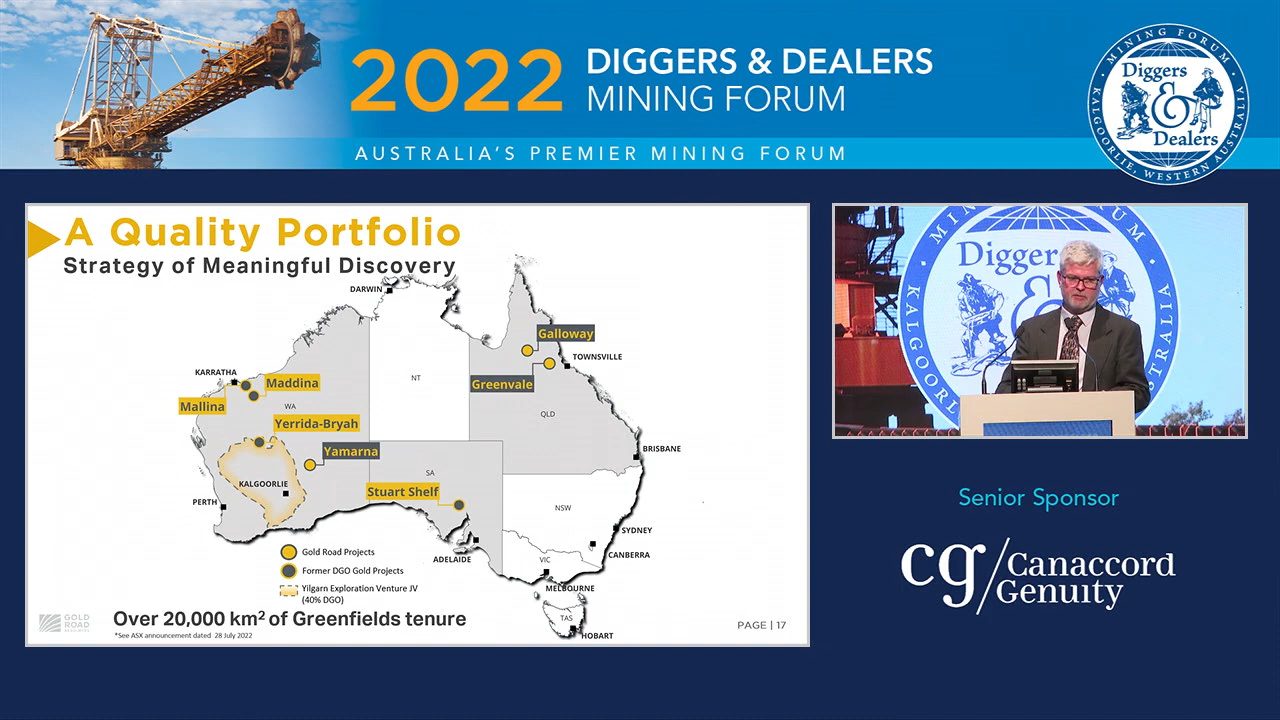 2022 DIGGERS & DEALERS
MINING FORUM
AUSTRALIA'S PREMIER MINING FORUM
MINING FORUM
Diggers
&
Dealers
KALGOORLIE, WESTERN AUSTRALIA
A Quality Portfolio
Strategy of Meaningful Discovery
DARWIN
Galloway
TOWNSVILLE
KARRATHA
Maddina
NT
Greenvale
Mallina
WA
QLD
Yerrida-Bryah
Yamarna
BRISBANE
SA
KALGOORLIE
Stuart Shelf
PERTH
NSW
SYDNEY
ADELAIDE
CANBERRA
VIC
MELBOURNE
TAS
HOBART
Gold Road Projects
Former DGO Gold Projects
Yilgarn Exploration Venture JV
(40% DGO)
Over 20,000 km² of Greenfields tenure
*See ASX announcement dated 28 July 2022
GOLD
ROAD
PAGE | 17
Digger
&
Senior Sponsor
cg/Canaccord
Genuity